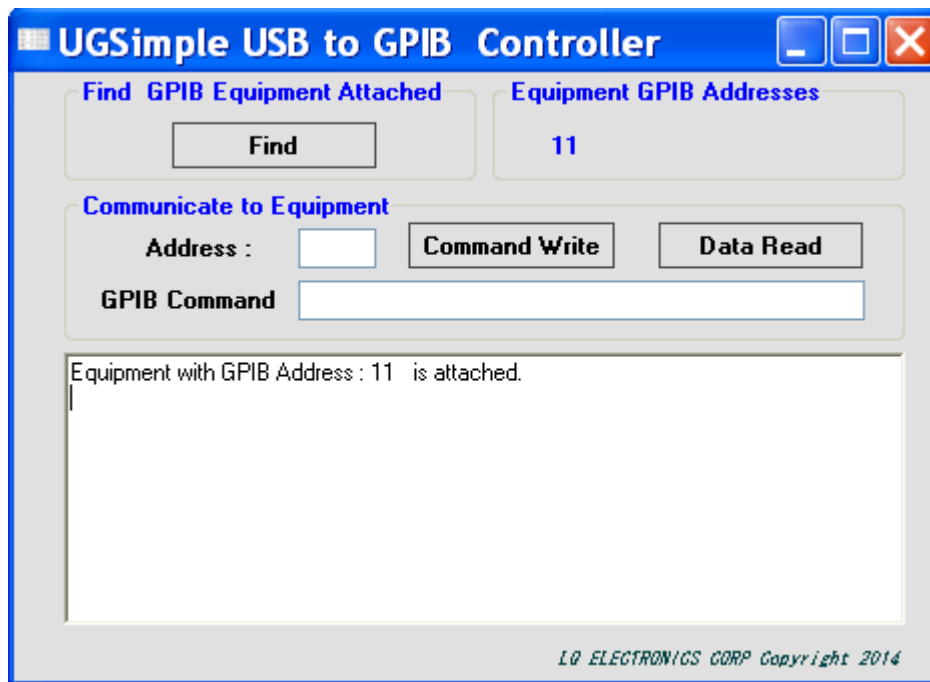 UGSimple USB to GPIB Controller
Find GPIB Equipment Attached
Equipment GPIB Addresses
Find
11
Communicate to Equipment
Address :
Command Write
Data Read
GPIB Command
Equipment with GPIB Address : 11 is attached.
LQ ELECTRONICS CORP Copyright 2014